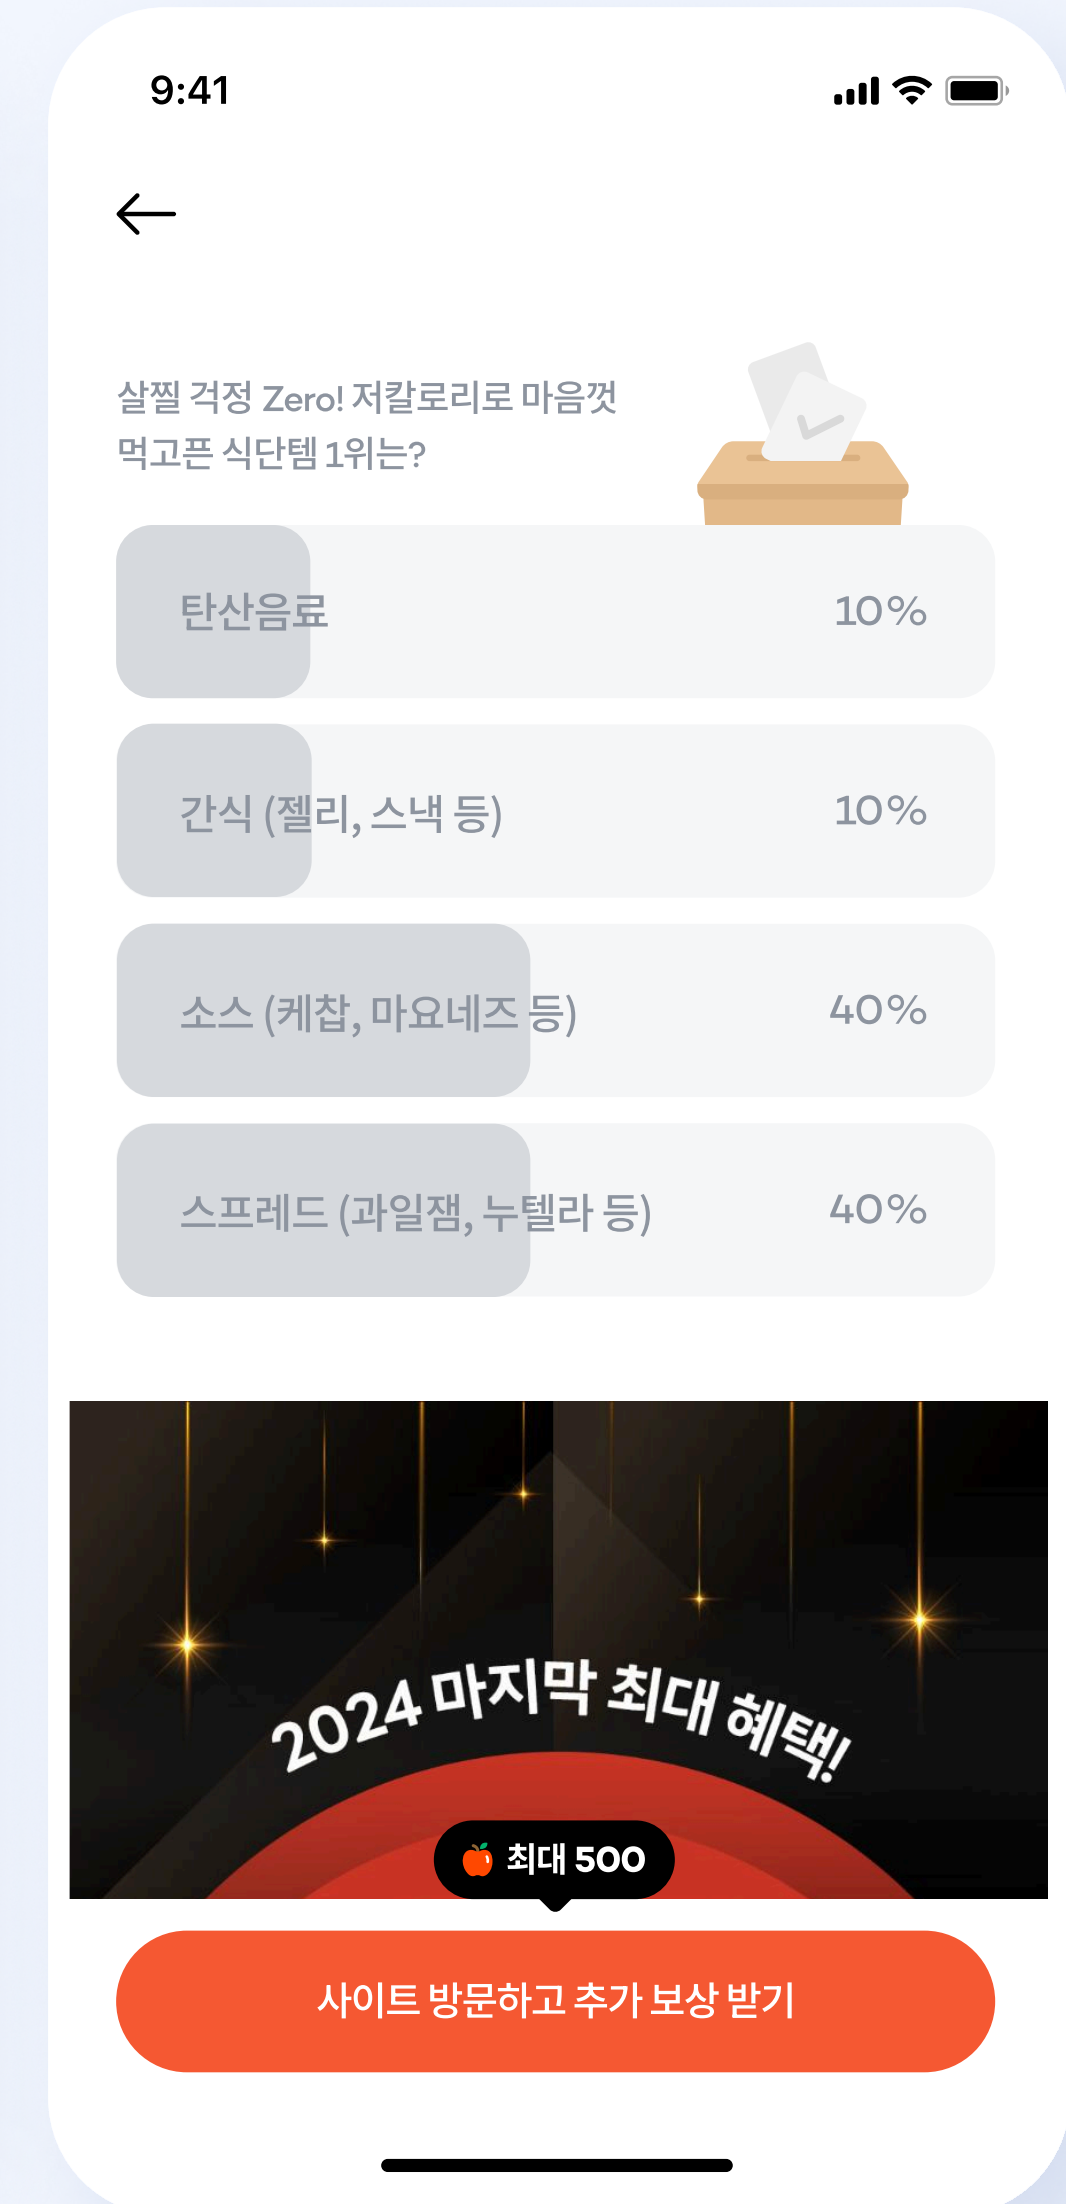 9:41
살찔 걱정 Zero! 저칼로리로 마음껏
먹고픈 식단템 1위는?
탄산음료 10%
간식 (젤리, 스낵 등) 10%
소스 (케찹, 마요네즈 등) 40%
스프레드 (과일잼, 누텔라 등) 40%
2024 마지막 최대 혜택!
최대 500
사이트 방문하고 추가 보상 받기